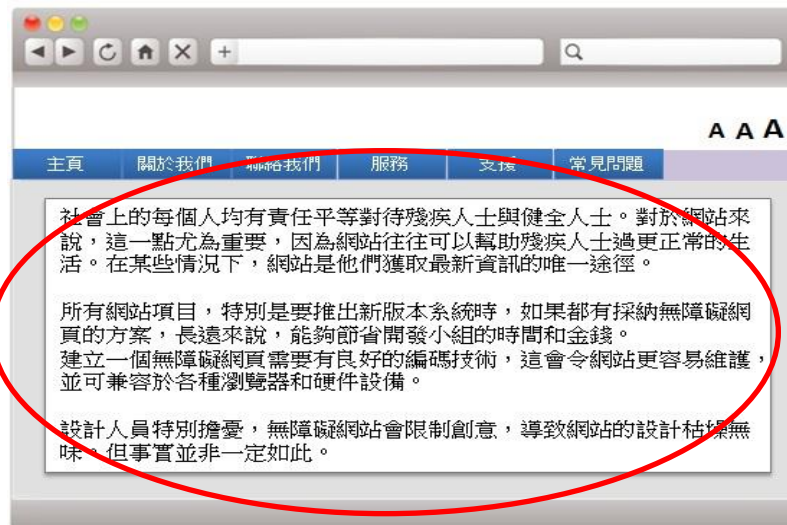 A A A
主頁 關於我們 聯絡我們 服務 支援 常見問題
社會上的每個人均有責任平等對待殘疾人士與健全人士。對於網站來
說，這一點尤為重要，因為網站往往可以幫助殘疾人士過更正常的生
活。在某些情況下，網站是他們獲取最新資訊的唯一途徑。
所有網站項目，特別是要推出新版本系統時，如果都有採納無障礙網
頁的方案，長遠來說，能夠節省開發小組的時間和金錢。
建立一個無障礙網頁需要有良好的編碼技術，這會令網站更容易維護，
並可兼容於各種瀏覽器和硬件設備。
設計人員特別擔憂，無障礙網站會限制創意，導致網站的設計枯燥無
味。但事實並非一定如此。